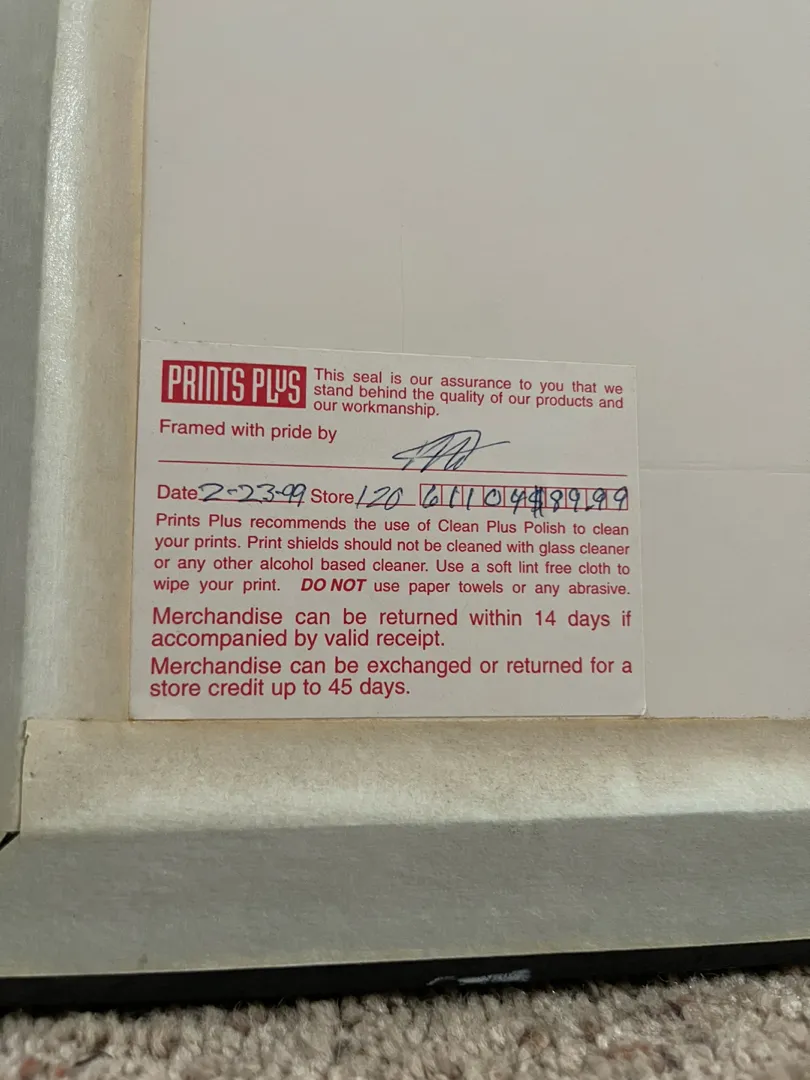 PRINTS PLUS
This seal is our assurance to you that we
stand behind the quality of our products and
our workmanship.
Framed with pride by
Date 2-23-99 Store 120 61104 $89.99
Prints Plus recommends the use of Clean Plus Polish to clean
your prints. Print shields should not be cleaned with glass cleaner
or any other alcohol based cleaner. Use a soft lint free cloth to
wipe your print. DO NOT use paper towels or any abrasive.
Merchandise can be returned within 14 days if
accompanied by valid receipt.
Merchandise can be exchanged or returned for a
store credit up to 45 days.